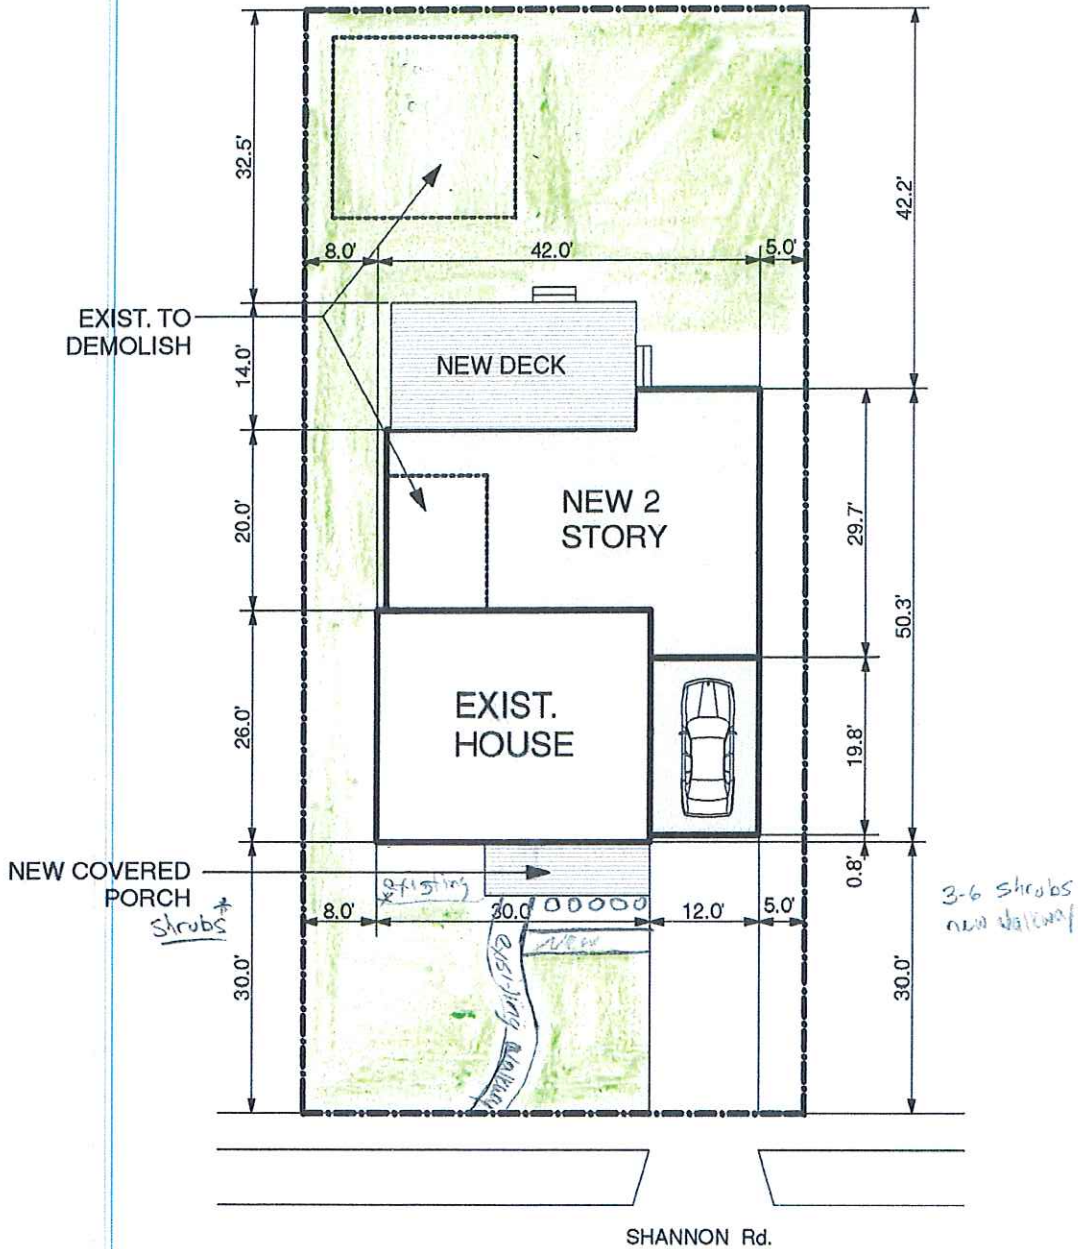 32.5'
42.2'
8.0'
42.0'
5.0'
EXIST. TO
DEMOLISH
14.0'
NEW DECK
20.0'
NEW 2
STORY
29.7'
50.3'
26.0'
EXIST.
HOUSE
19.8'
NEW COVERED
PORCH
0.8'
existing
shrubs*
8.0'
30.0'
12.0'
5.0'
3-6 shrubs
new walkway
New
existing walkway
30.0'
30.0'
SHANNON Rd.